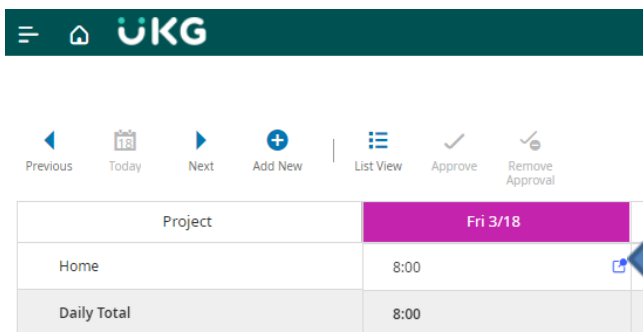 UKG
18
Previous Today Next Add New List View Approve Remove Approval
Project Fri 3/18
Home 8:00
Daily Total 8:00